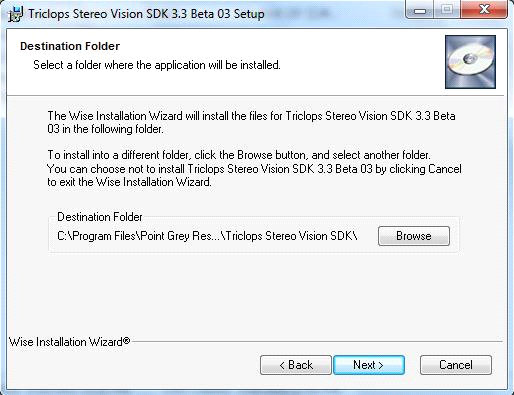 Triclops Stereo Vision SDK 3.3 Beta 03 Setup
Destination Folder
Select a folder where the application will be installed.
The Wise Installation Wizard will install the files for Triclops Stereo Vision SDK 3.3 Beta
03 in the following folder.
To install into a different folder, click the Browse button, and select another folder.
You can choose not to install Triclops Stereo Vision SDK 3.3 Beta 03 by clicking Cancel
to exit the Wise Installation Wizard.
Destination Folder
C:\Program Files\Point Grey Res...\Triclops Stereo Vision SDK\
Browse
Wise Installation Wizard®
< Back
Next >
Cancel